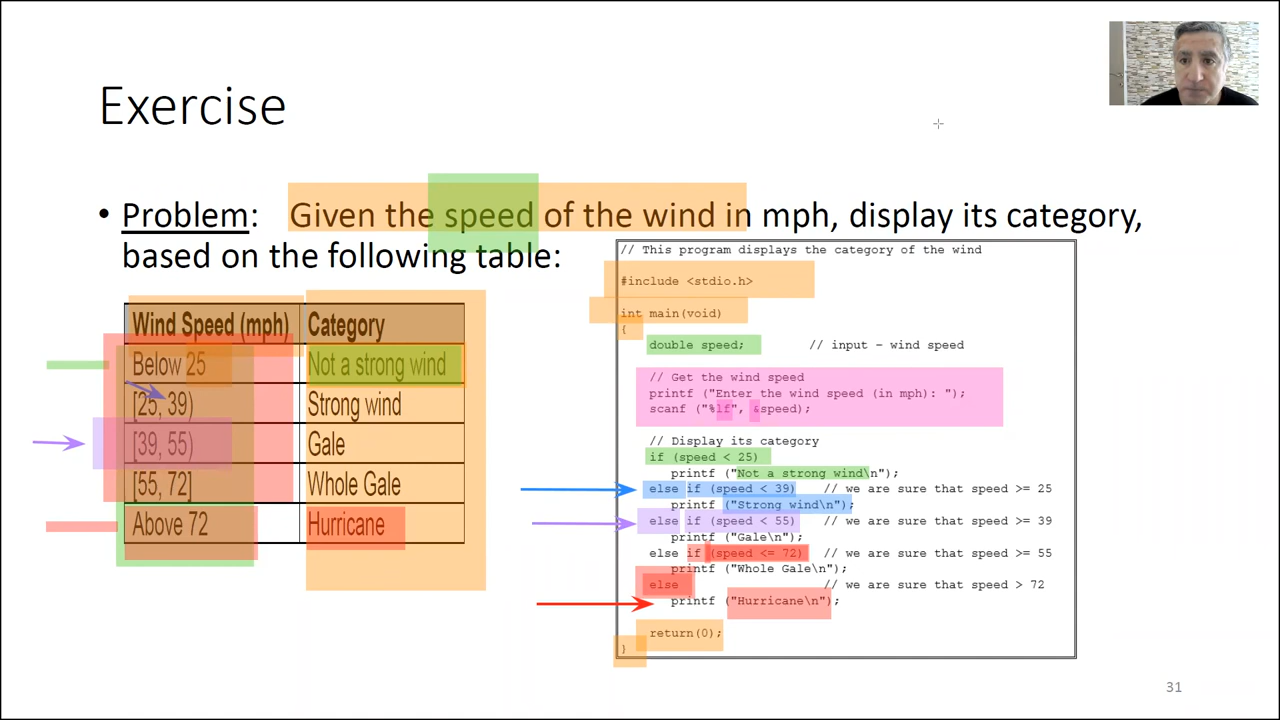 Exercise
• Problem: Given the speed of the wind in mph, display its category,
based on the following table:
Wind Speed (mph) Category
Below 25 Not a strong wind
[25, 39) Strong wind
[39, 55) Gale
[55, 72] Whole Gale
Above 72 Hurricane
// This program displays the category of the wind
#include <stdio.h>
int main(void)
{
double speed; // input – wind speed
// Get the wind speed
printf ("Enter the wind speed (in mph): ");
scanf ("%lf", &speed);
// Display its category
if (speed < 25)
printf ("Not a strong wind\n");
else if (speed < 39) // we are sure that speed >= 25
printf ("Strong wind\n");
else if (speed < 55) // we are sure that speed >= 39
printf ("Gale\n");
else if (speed <= 72) // we are sure that speed >= 55
printf ("Whole Gale\n");
else // we are sure that speed > 72
printf ("Hurricane\n");
return(0);
}
31